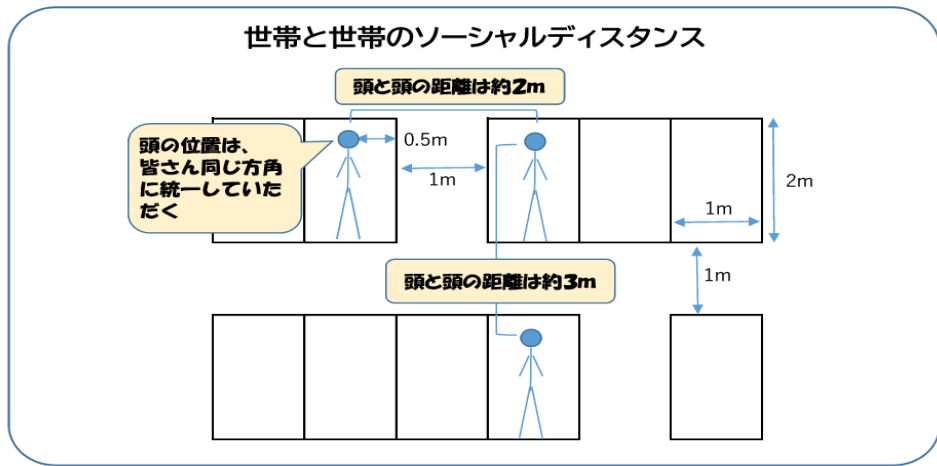 世帯と世帯のソーシャルディスタンス
頭と頭の距離は約2m
頭の位置は、
皆さん同じ方角
に統一していた
だく
0.5m
1m
2m
1m
頭と頭の距離は約3m
1m